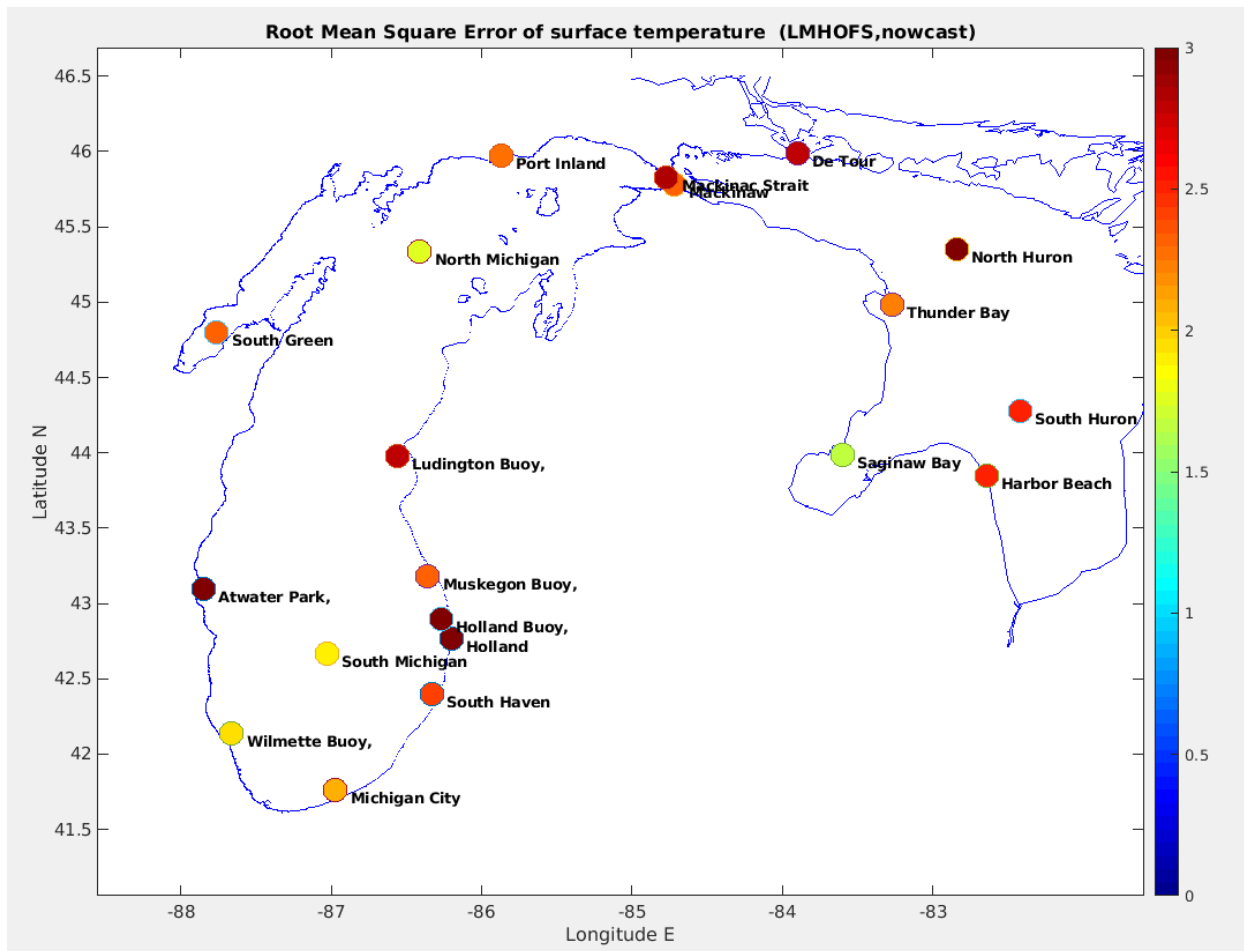 Root Mean Square Error of surface temperature (LMHOFS,nowcast)
46.5
46
45.5
45
44.5
44
43.5
43
42.5
42
41.5
Latitude N
Port Inland
De Tour
Mackinac Strait
Mackinaw
North Michigan
North Huron
Thunder Bay
South Green
South Huron
Ludington Buoy,
Saginaw Bay
Harbor Beach
Muskegon Buoy,
Atwater Park,
Holland Buoy,
Holland
South Michigan
South Haven
Wilmette Buoy,
Michigan City
-88
-87
-86
-85
-84
-83
Longitude E
3
2.5
2
1.5
1
0.5
0